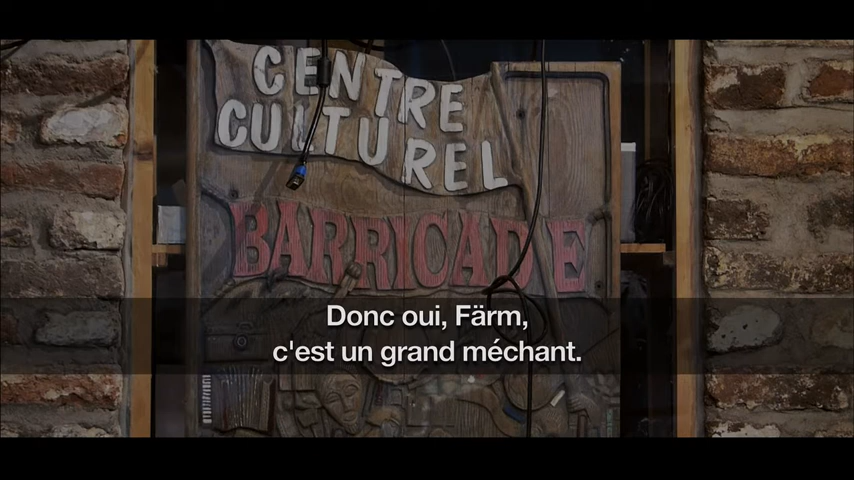 CENTRE
CULTUREL
BARRICADE
Donc oui, Färm,
c'est un grand méchant.